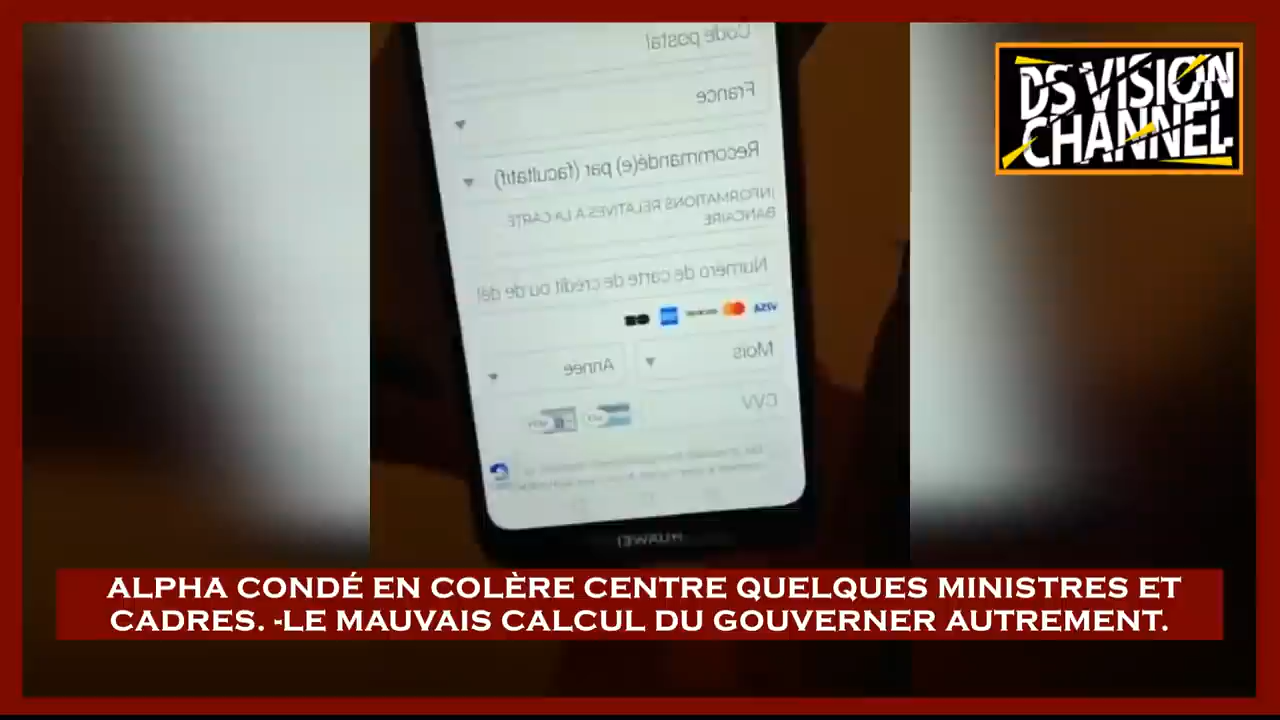 Code postal
DS VISION
CHANNEL
France
Recommandé(e) par (facultatif)
INFORMATIONS RELATIVES A LA CARTE
BANCAIRE
Numéro de carte de crédit ou de dél
VISA
Mois
Année
CVV
HUAWEI
ALPHA CONDÉ EN COLÈRE CENTRE QUELQUES MINISTRES ET
CADRES. -LE MAUVAIS CALCUL DU GOUVERNER AUTREMENT.